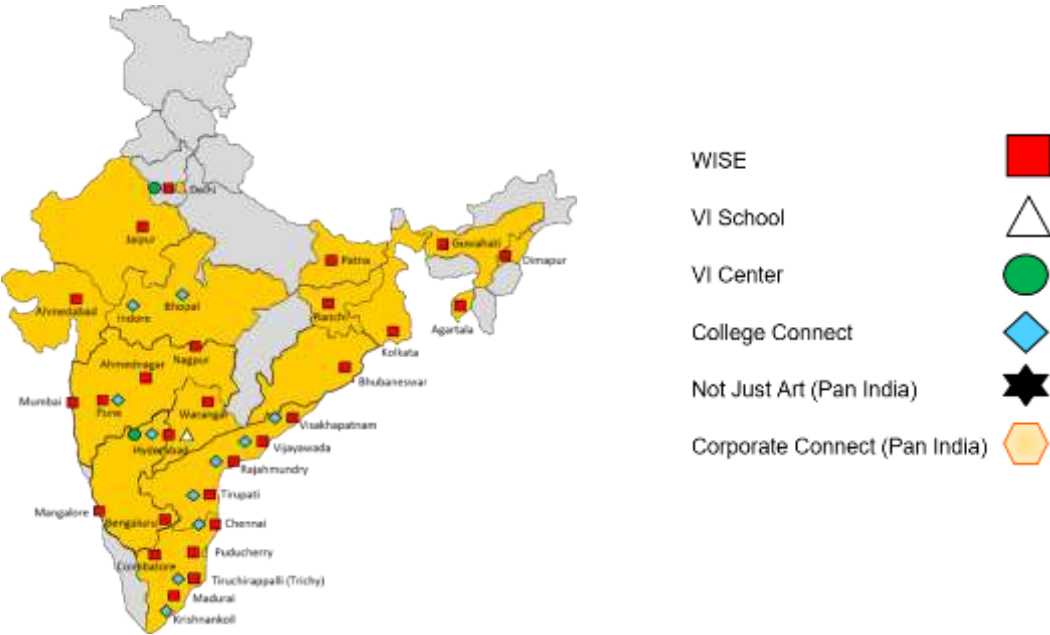 Delhi
Jaipur
Guwahati
Patna
Dimapur
Ahmedabad
Bhopal
Indore
Ranchi
Agartala
Kolkata
Nagpur
Ahmednagar
Bhubaneswar
Mumbai
Pune
Warangal
Visakhapatnam
Hyderabad
Vijayawada
Rajahmundry
Tirupati
Mangalore
Bengaluru
Chennai
Puducherry
Coimbatore
Tiruchirappalli (Trichy)
Madurai
Krishnankoil
WISE
VI School
VI Center
College Connect
Not Just Art (Pan India)
Corporate Connect (Pan India)